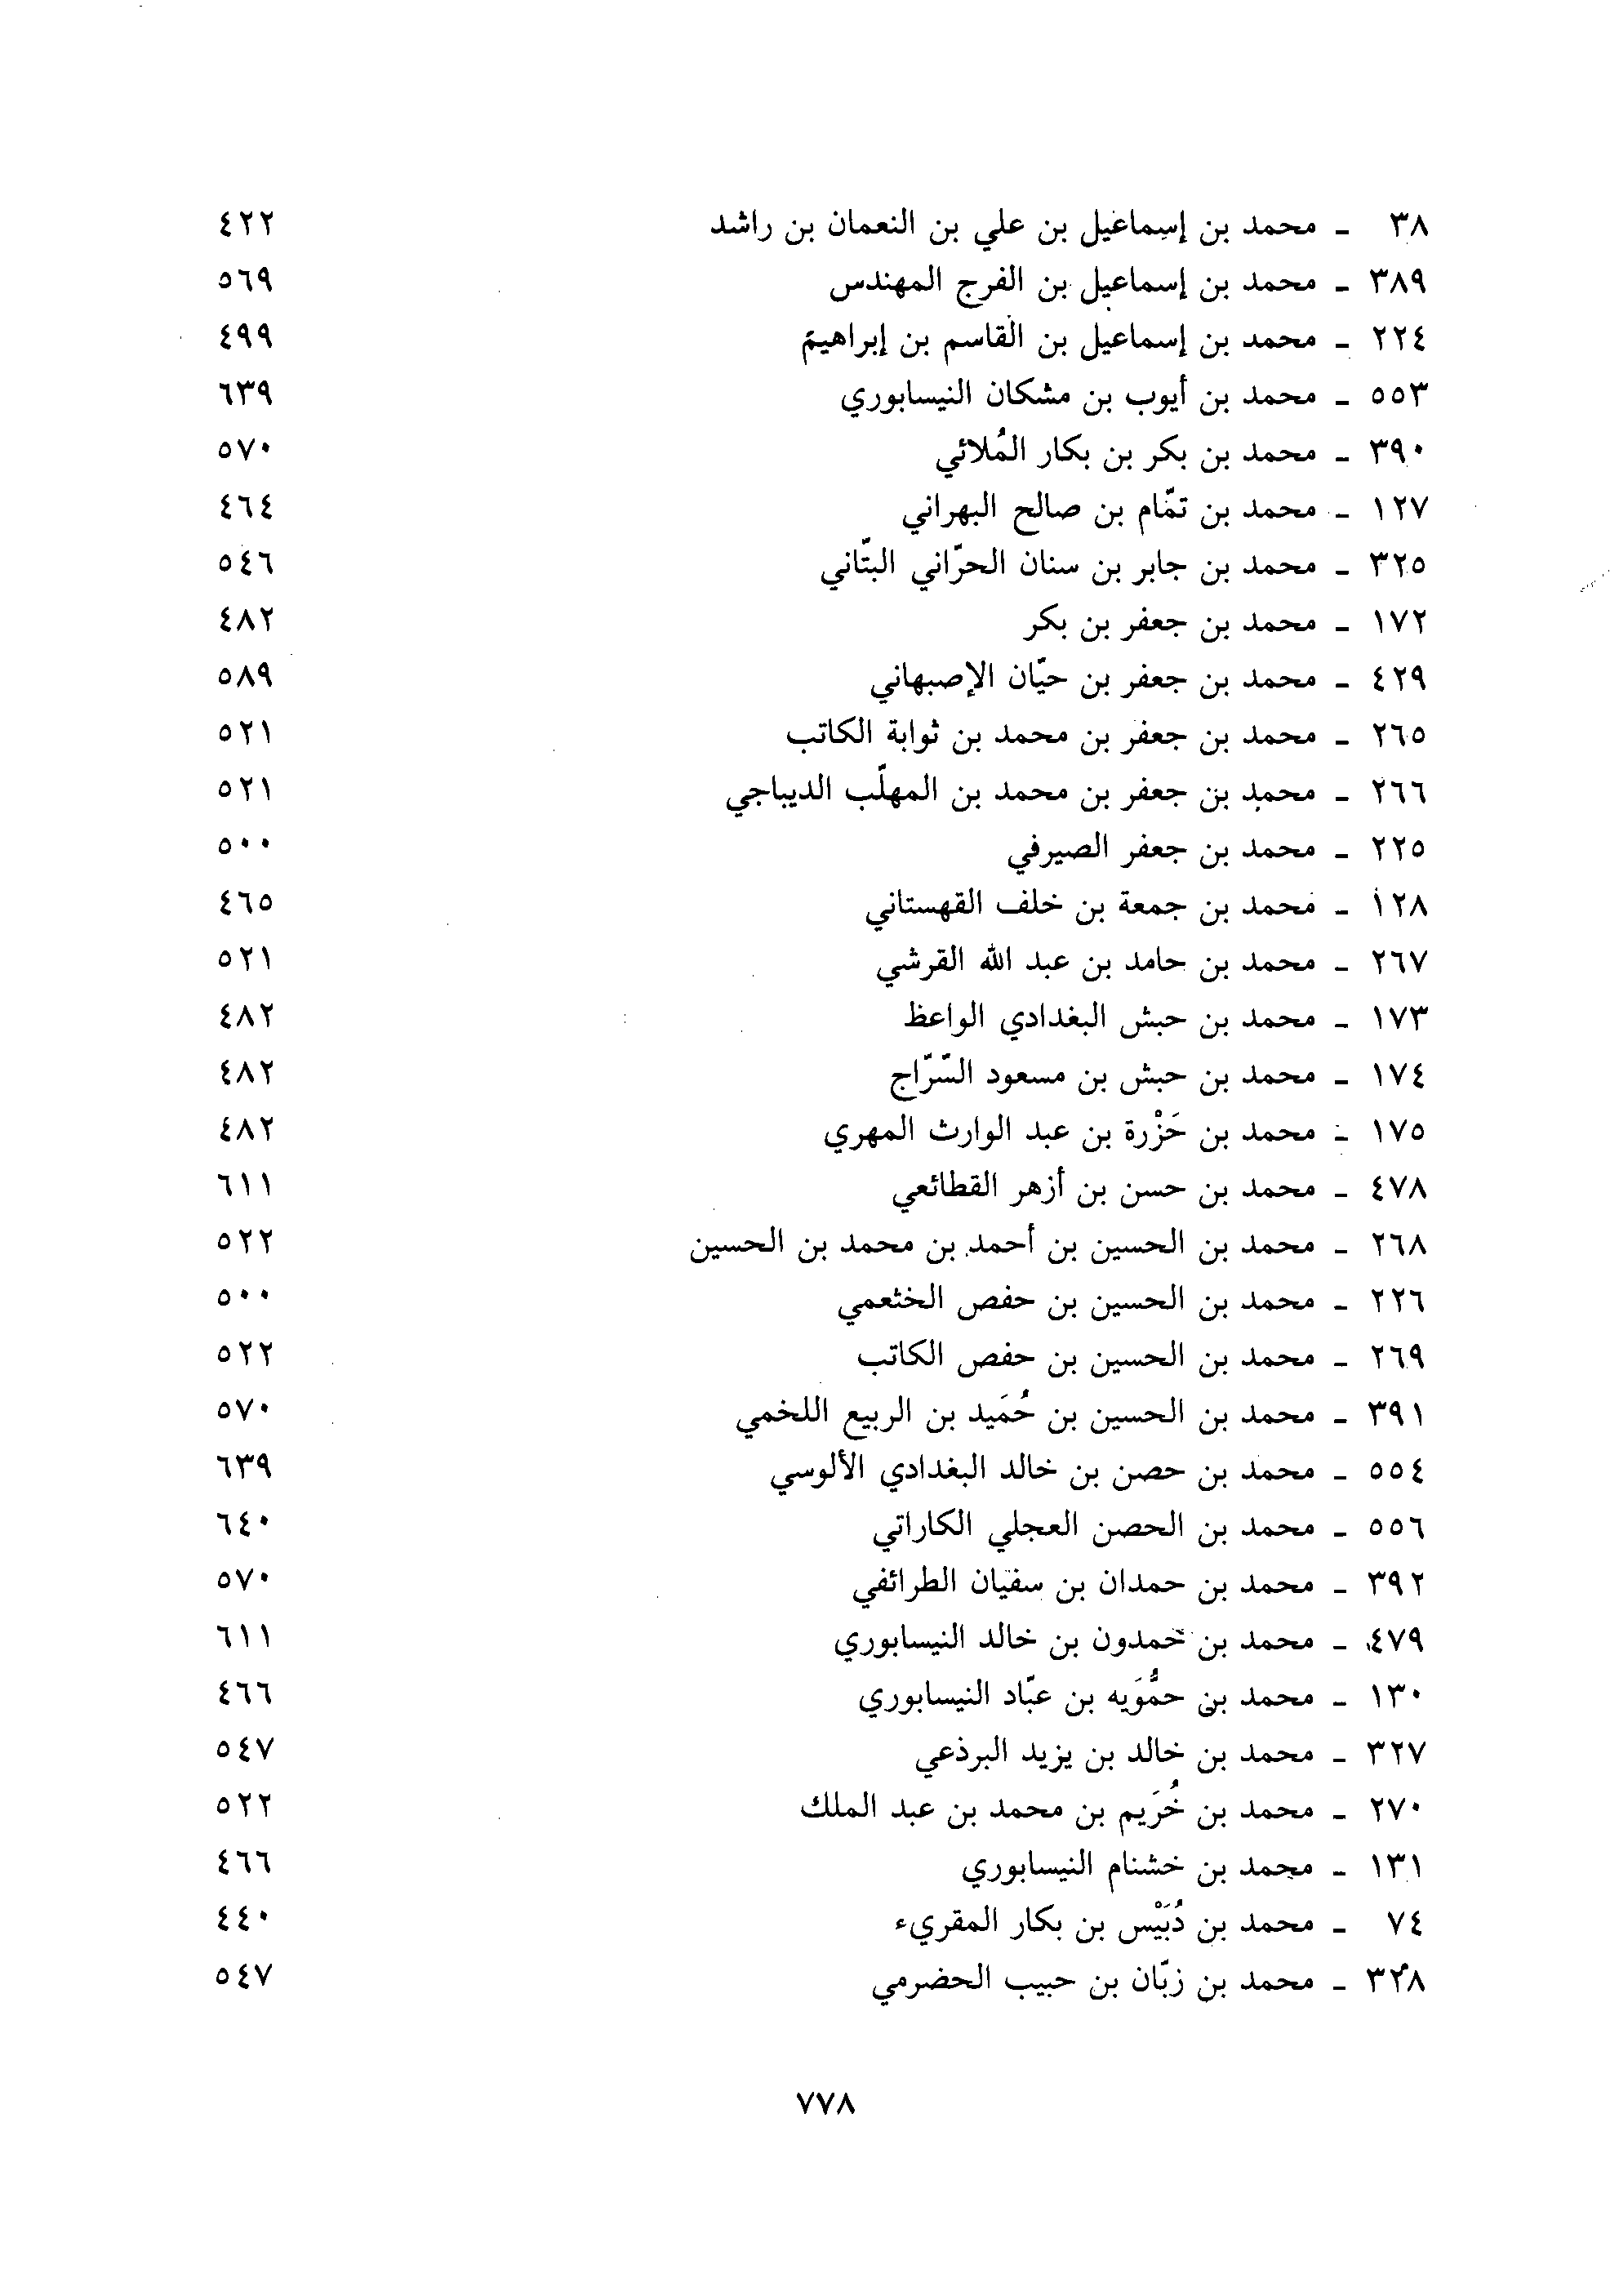 ٣٨ ـ محمد بن إسماعيل بن علي بن النعمان بن راشد ٤٢٢
٣٨٩ ـ محمد بن إسماعيل بن الفرج المهندس ٥٦٩
٢٢٤ ـ محمد بن إسماعيل بن القاسم بن إبراهيم ٤٩٩
٥٥٣ ـ محمد بن أيوب بن مشكان النيسابوري ٦٣٩
٣٩٠ ـ محمد بن بكر بن بكار المُلائي ٥٧٠
١٢٧ ـ محمد بن تمّام بن صالح البهراني ٤٦٤
٣٢٥ ـ محمد بن جابر بن سنان الحرّاني البتّاني ٥٤٦
١٧٢ ـ محمد بن جعفر بن بكر ٤٨٢
٤٢٩ ـ محمد بن جعفر بن حيّان الإصبهاني ٥٨٩
٢٦٥ ـ محمد بن جعفر بن محمد بن ثوابة الكاتب ٥٢١
٢٦٦ ـ محمد بن جعفر بن محمد بن المهلّب الديباجي ٥٢١
٢٢٥ ـ محمد بن جعفر الصيرفي ٥٠٠
١٢٨ ـ محمد بن جمعة بن خلف القهستاني ٤٦٥
٢٦٧ ـ محمد بن حامد بن عبد الله القرشي ٥٢١
١٧٣ ـ محمد بن حبش البغدادي الواعظ ٤٨٢
١٧٤ ـ محمد بن حبش بن مسعود السّرّاج ٤٨٢
١٧٥ ـ محمد بن حَزْرة بن عبد الوارث المهري ٤٨٢
٤٧٨ ـ محمد بن حسن بن أزهر القطائعي ٦١١
٢٦٨ ـ محمد بن الحسين بن أحمد بن محمد بن الحسين ٥٢٢
٢٢٦ ـ محمد بن الحسين بن حفص الخثعمي ٥٠٠
٢٦٩ ـ محمد بن الحسين بن حفص الكاتب ٥٢٢
٣٩١ ـ محمد بن الحسين بن حُمَيد بن الربيع اللخمي ٥٧٠
٥٥٤ ـ محمد بن حصن بن خالد البغدادي الألوسي ٦٣٩
٥٥٦ ـ محمد بن الحصن العجلي الكاراتي ٦٤٠
٣٩٢ ـ محمد بن حمدان بن سفيان الطرائفي ٥٧٠
٤٧٩ ـ محمد بن حمدون بن خالد النيسابوري ٦١١
١٣٠ ـ محمد بن حمُّوَيه بن عبّاد النيسابوري ٤٦٦
٣٢٧ ـ محمد بن خالد بن يزيد البرذعي ٥٤٧
٢٧٠ ـ محمد بن خُرَيم بن محمد بن عبد الملك ٥٢٢
١٣١ ـ محمد بن خشنام النيسابوري ٤٦٦
٧٤ ـ محمد بن دُبَيْس بن بكار المقريء ٤٤٠
٣٢٨ ـ محمد بن زبّان بن حبيب الحضرمي ٥٤٧
٧٧٨